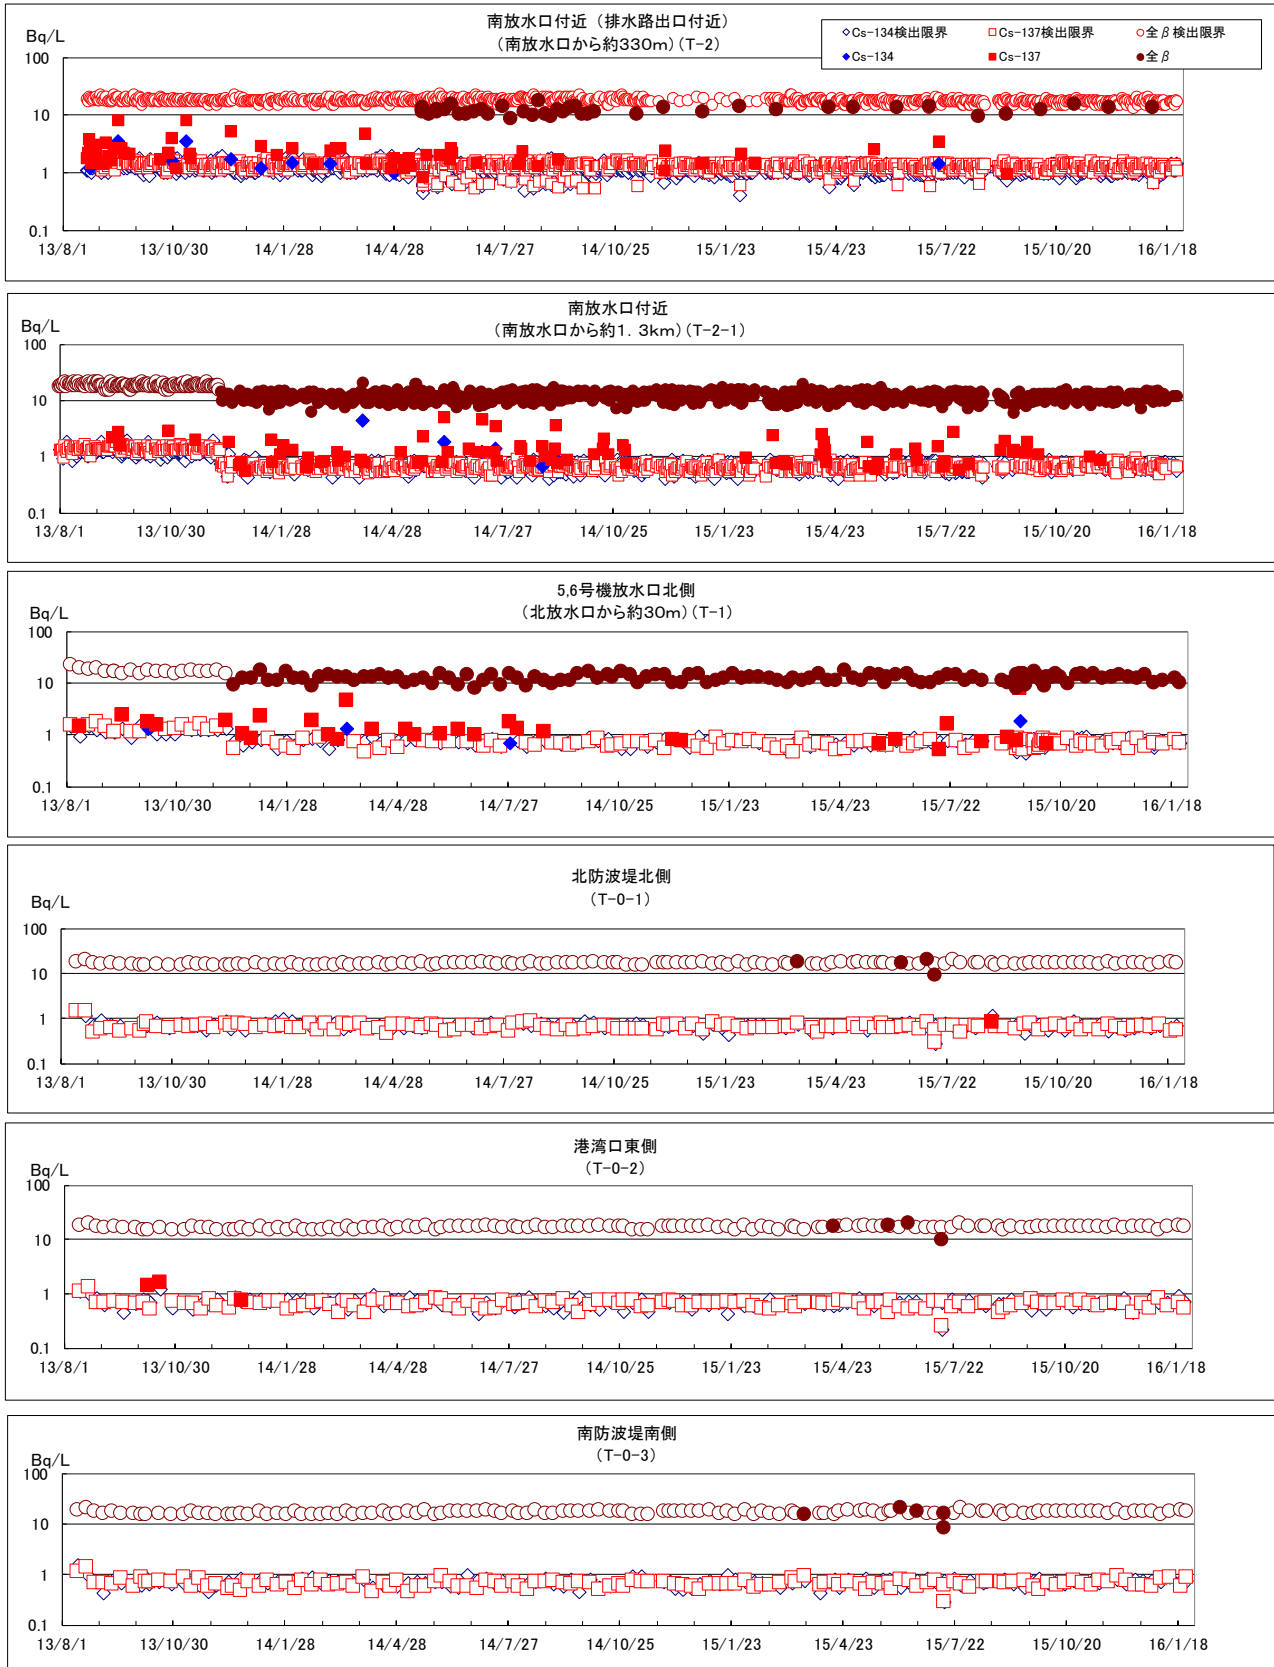 南放水口付近（排水路出口付近）
（南放水口から約330m）（T-2）
Bq/L
◇Cs-134検出限界 □Cs-137検出限界 ○全β検出限界
◆Cs-134 ■Cs-137 ●全β
100
10
1
0.1
13/8/1 13/10/30 14/1/28 14/4/28 14/7/27 14/10/25 15/1/23 15/4/23 15/7/22 15/10/20 16/1/18
南放水口付近
（南放水口から約1．3km）（T-2-1）
Bq/L
100
10
1
0.1
13/8/1 13/10/30 14/1/28 14/4/28 14/7/27 14/10/25 15/1/23 15/4/23 15/7/22 15/10/20 16/1/18
5,6号機放水口北側
（北放水口から約30m）（T-1）
Bq/L
100
10
1
0.1
13/8/1 13/10/30 14/1/28 14/4/28 14/7/27 14/10/25 15/1/23 15/4/23 15/7/22 15/10/20 16/1/18
北防波堤北側
（T-0-1）
Bq/L
100
10
1
0.1
13/8/1 13/10/30 14/1/28 14/4/28 14/7/27 14/10/25 15/1/23 15/4/23 15/7/22 15/10/20 16/1/18
港湾口東側
（T-0-2）
Bq/L
100
10
1
0.1
13/8/1 13/10/30 14/1/28 14/4/28 14/7/27 14/10/25 15/1/23 15/4/23 15/7/22 15/10/20 16/1/18
南防波堤南側
（T-0-3）
Bq/L
100
10
1
0.1
13/8/1 13/10/30 14/1/28 14/4/28 14/7/27 14/10/25 15/1/23 15/4/23 15/7/22 15/10/20 16/1/18